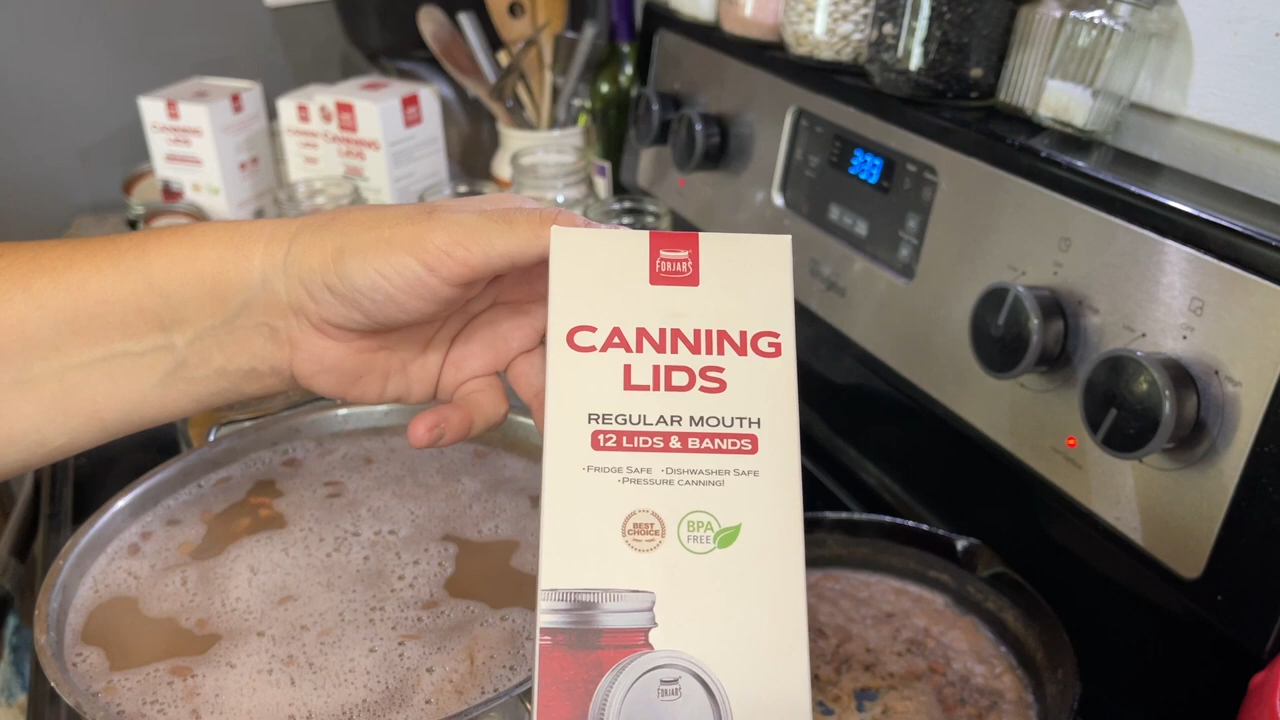 CANNING
LIDS
CANNING
LIDS
FORJARS
CANNING
LIDS
REGULAR MOUTH
12 LIDS & BANDS
•FRIDGE SAFE •DISHWASHER SAFE
•PRESSURE CANNING!
BEST
CHOICE
BPA
FREE
FORJARS
High